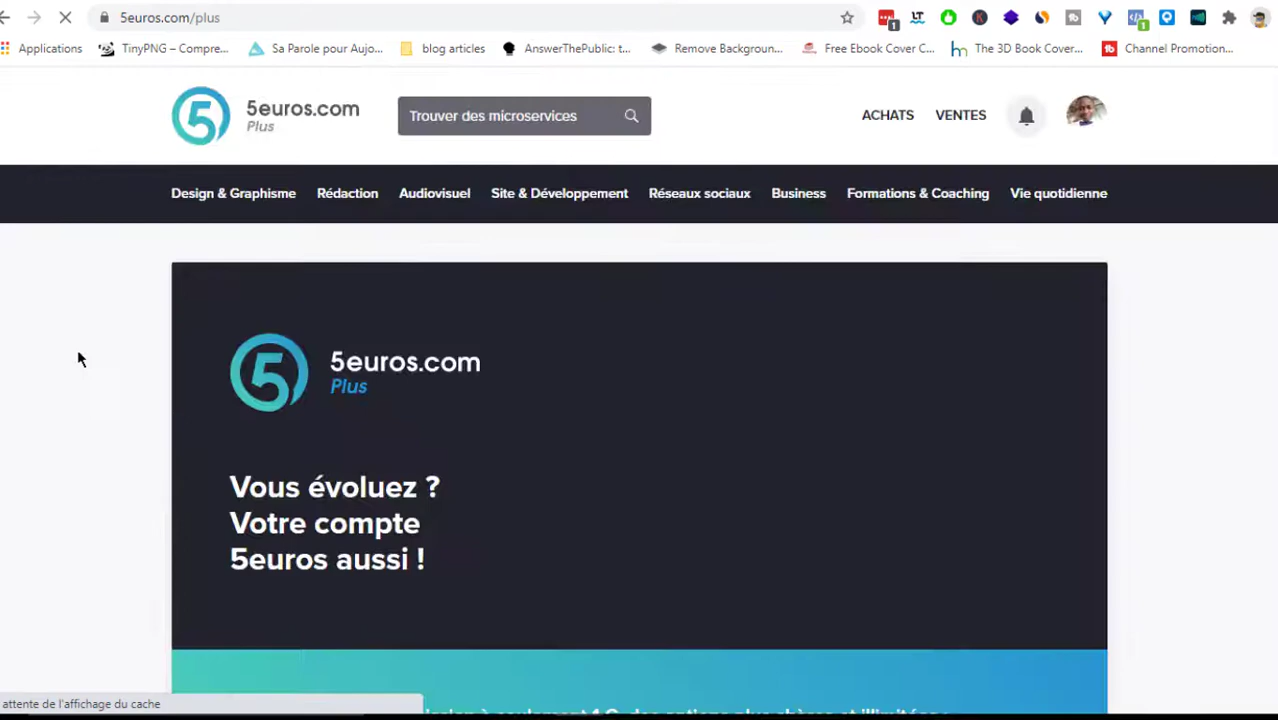 5euros.com/plus
1
1
Applications
TinyPNG – Compre...
Sa Parole pour Aujo...
blog articles
AnswerThePublic: t...
Remove Backgroun...
Free Ebook Cover C...
The 3D Book Cover...
Channel Promotion...
5euros.com
Plus
Trouver des microservices
ACHATS
VENTES
Design & Graphisme
Rédaction
Audiovisuel
Site & Développement
Réseaux sociaux
Business
Formations & Coaching
Vie quotidienne
5euros.com
Plus
Vous évoluez ?
Votre compte
5euros aussi !
attente de l'affichage du cache